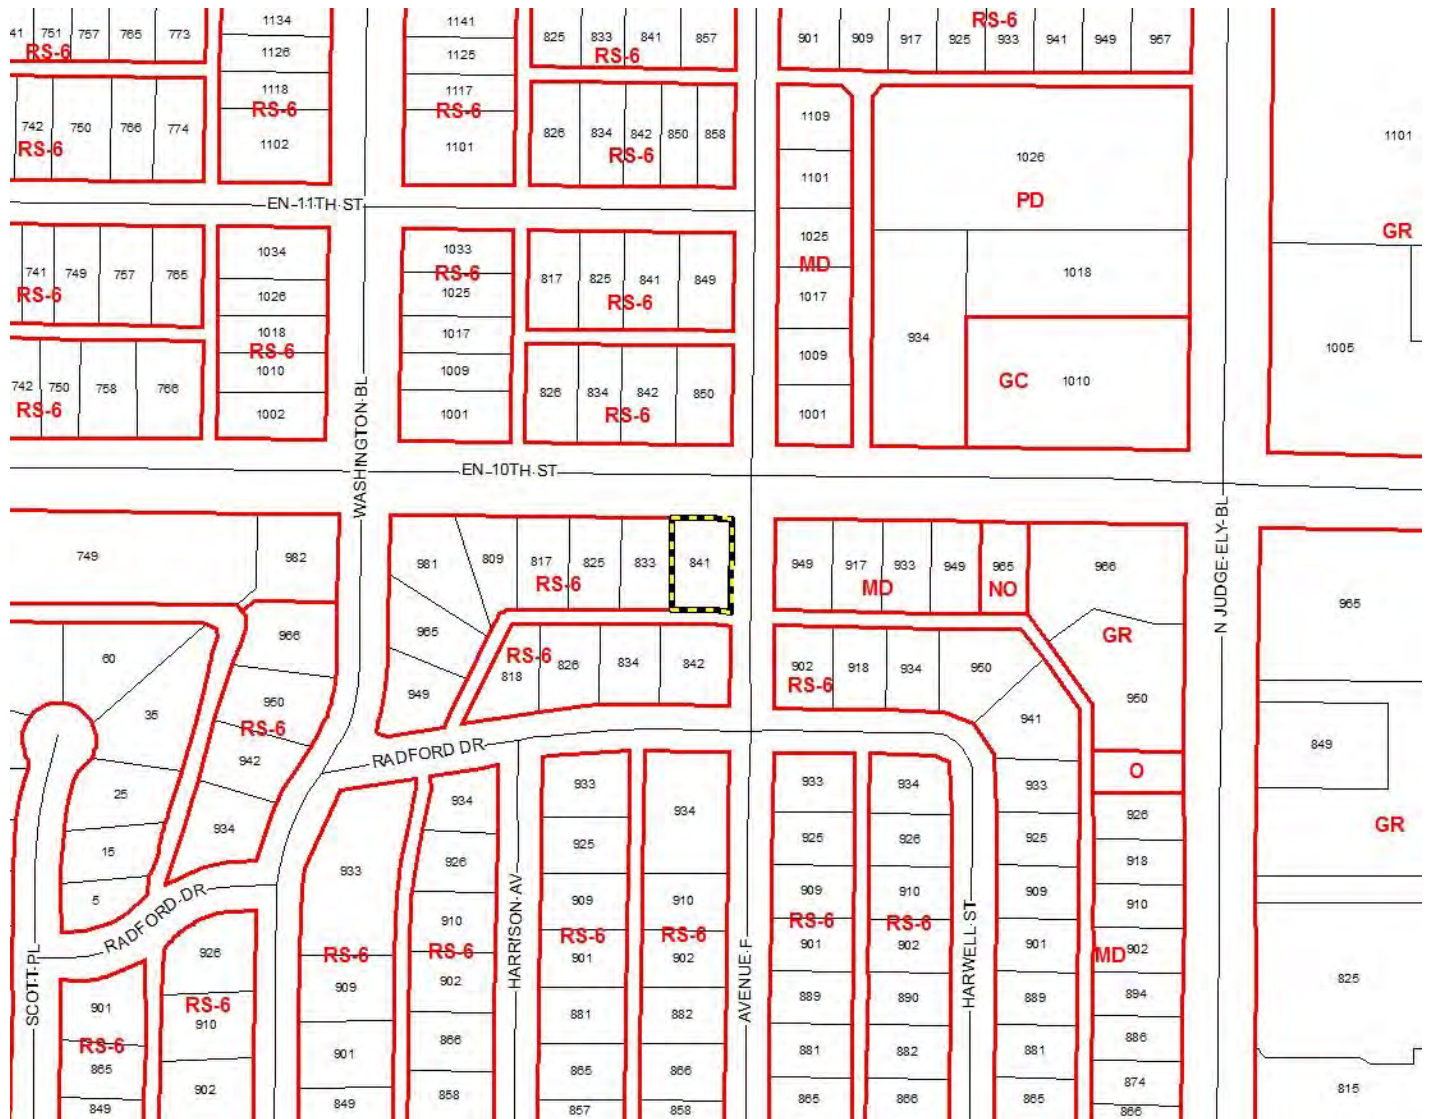 41 751 757 765 773
RS-6
742 750 766 774
RS-6
1134
1126
1118
RS-6
1102
1141
1125
1117
RS-6
1101
825 833 841 857
RS-6
826 834 842 850 858
RS-6
RS-6
901 909 917 925 933 941 949 957
1109
1101
1025
MD
1017
1009
1001
1026
PD
1018
934
GC 1010
1101
GR
1005
EN 11TH ST
741 749 757 765
RS-6
742 750 758 766
RS-6
1034
1026
1018
RS-6
1010
1002
WASHINGTON BL
1033
RS-6
1025
1017
1009
1001
817 825 841 849
RS-6
826 834 842 850
RS-6
EN 10TH ST
749 982
981 809 817 825 833 841
RS-6
965
949
949 917 933 949 965 966
MD NO
GR
950
965
N JUDGE ELY BL
60
35
25
15
5
966
950
RS-6
942
934
RS-6
818 826 834 842
902 918 934 950
RS-6
941
O
849
GR
825
815
RADFORD DR
RADFORD DR
SCOTT PL
901
RS-6
865
849
926
RS-6
910
902
933
RS-6
909
901
849
934
926
910
RS-6
902
866
858
HARRISON AV
933
925
909
RS-6
901
881
865
857
934
910
RS-6
902
882
866
858
AVENUE F
933
925
909
RS-6
901
889
881
865
934
926
910
RS-6
902
890
882
866
HARWELL ST
933
925
909
901
889
881
865
926
918
910
MD 902
894
886
874
866